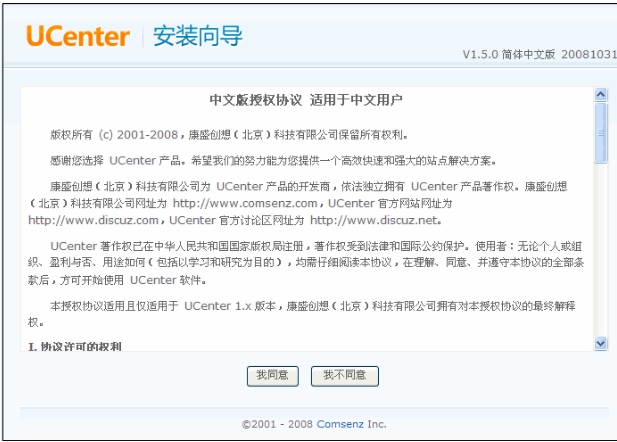 UCenter 安装向导
V1.5.0 简体中文版 20081031
中文版授权协议 适用于中文用户
版权所有 (c) 2001-2008，康盛创想（北京）科技有限公司保留所有权利。
感谢您选择 UCenter 产品。希望我们的努力能为您提供一个高效快速和强大的站点解决方案。
康盛创想（北京）科技有限公司为 UCenter 产品的开发商，依法独立拥有 UCenter 产品著作权。康盛创想
（北京）科技有限公司网址为 http://www.comsenz.com，UCenter 官方网站网址为
http://www.discuz.com，UCenter 官方讨论区网址为 http://www.discuz.net。
UCenter 著作权已在中华人民共和国国家版权局注册，著作权受到法律和国际公约保护。使用者：无论个人或组
织、盈利与否、用途如何（包括以学习和研究为目的），均需仔细阅读本协议，在理解、同意、并遵守本协议的全部条
款后，方可开始使用 UCenter 软件。
本授权协议适用且仅适用于 UCenter 1.x 版本，康盛创想（北京）科技有限公司拥有对本授权协议的最终解释
权。
I. 协议许可的权利
我同意 我不同意
©2001 - 2008 Comsenz Inc.